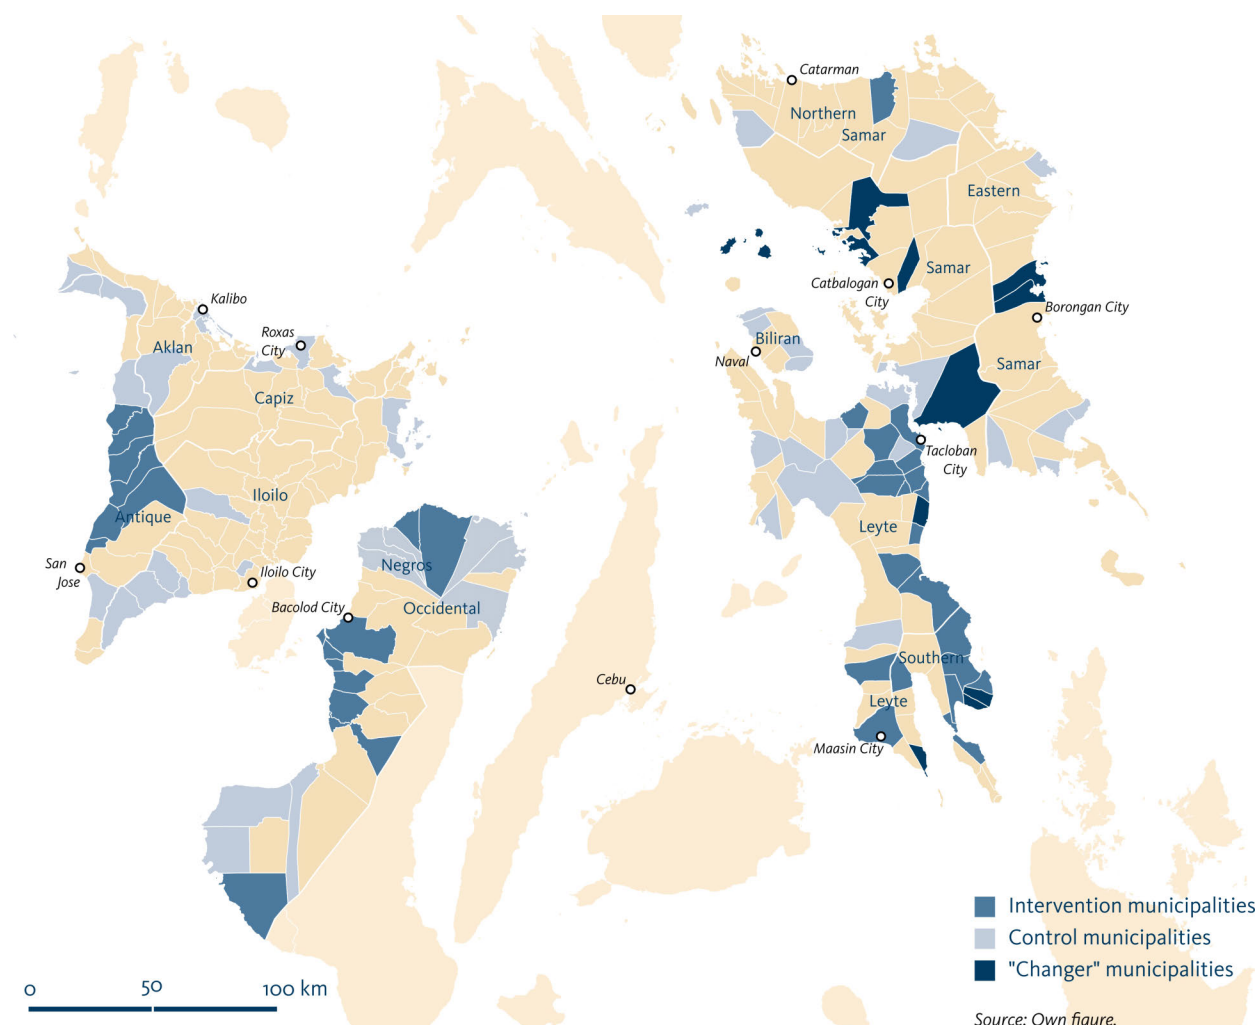 Catarman
Northern
Samar
Eastern
Samar
Catbalogan
City
Borongan City
Kalibo
Roxas
City
Aklan
Biliran
Naval
Samar
Capiz
Tacloban
City
Iloilo
Antique
Leyte
San
Jose
Iloilo City
Negros
Bacolod City
Occidental
Southern
Cebu
Leyte
Maasin City
Intervention municipalities
Control municipalities
"Changer" municipalities
0 50 100 km
Source: Own figure.